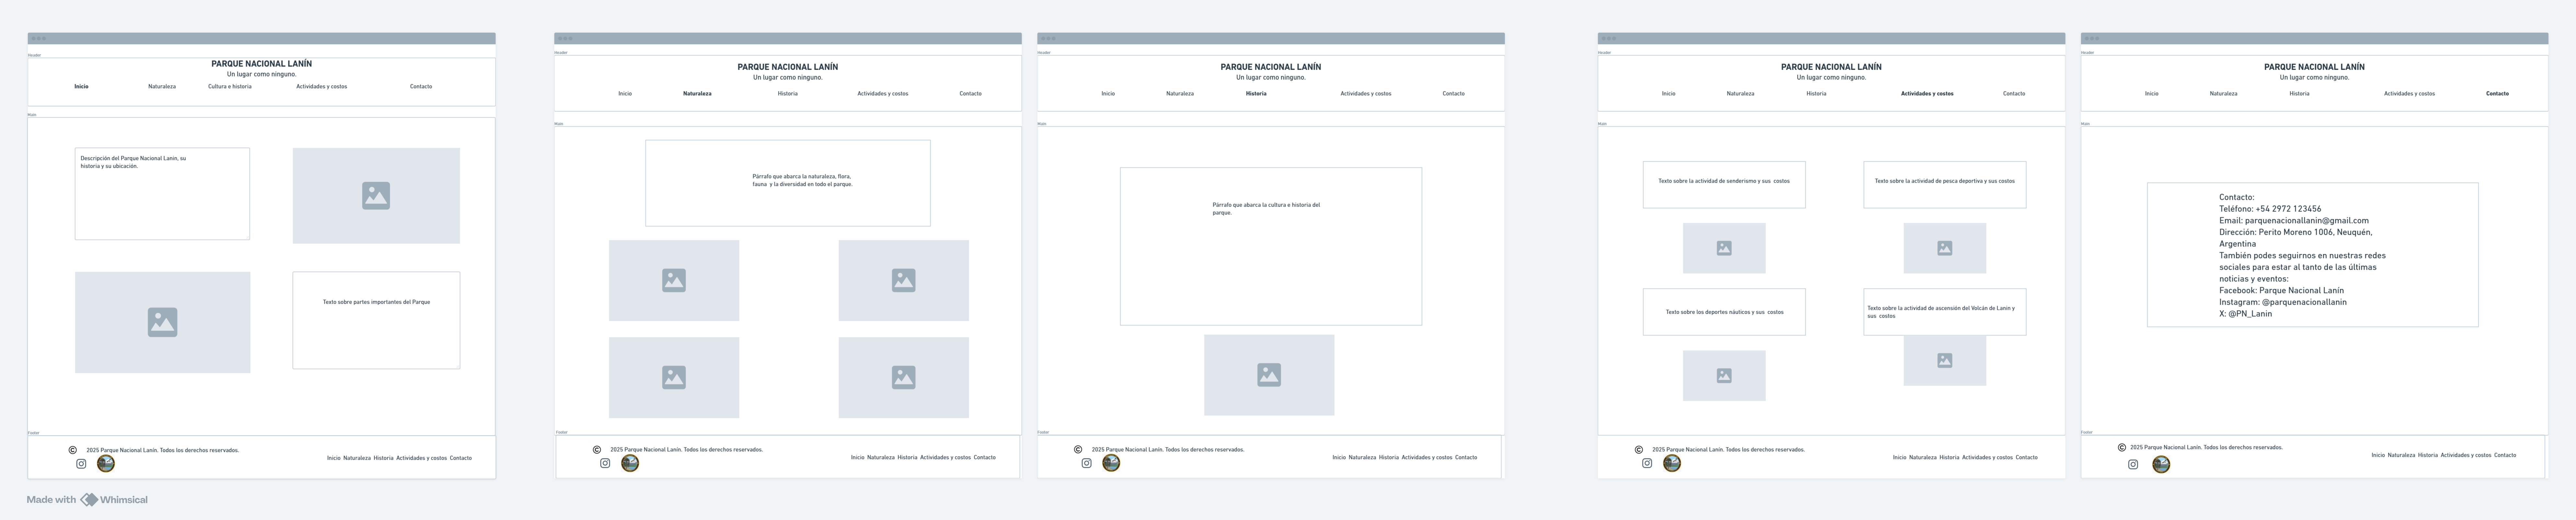 Header
PARQUE NACIONAL LANÍN
Un lugar como ninguno.
Inicio Naturaleza Cultura e historia Actividades y costos Contacto
Main
Descripción del Parque Nacional Lanín, su
historia y su ubicación.
Texto sobre partes importantes del Parque
Footer
2025 Parque Nacional Lanín. Todos los derechos reservados.
Inicio Naturaleza Historia Actividades y costos Contacto
Header
PARQUE NACIONAL LANÍN
Un lugar como ninguno.
Inicio Naturaleza Historia Actividades y costos Contacto
Main
Párrafo que abarca la naturaleza, flora,
fauna y la diversidad en todo el parque.
Footer
2025 Parque Nacional Lanín. Todos los derechos reservados.
Inicio Naturaleza Historia Actividades y costos Contacto
Header
PARQUE NACIONAL LANÍN
Un lugar como ninguno.
Inicio Naturaleza Historia Actividades y costos Contacto
Main
Párrafo que abarca la cultura e historia del
parque.
Footer
2025 Parque Nacional Lanín. Todos los derechos reservados.
Inicio Naturaleza Historia Actividades y costos Contacto
Header
PARQUE NACIONAL LANÍN
Un lugar como ninguno.
Inicio Naturaleza Historia Actividades y costos Contacto
Main
Texto sobre la actividad de senderismo y sus costos
Texto sobre la actividad de pesca deportiva y sus costos
Texto sobre los deportes náuticos y sus costos
Texto sobre la actividad de ascensión del Volcán de Lanín y
sus costos
2025 Parque Nacional Lanín. Todos los derechos reservados.
Inicio Naturaleza Historia Actividades y costos Contacto
Header
PARQUE NACIONAL LANÍN
Un lugar como ninguno.
Inicio Naturaleza Historia Actividades y costos Contacto
Main
Contacto:
Teléfono: +54 2972 123456
Email: parquenacionallanin@gmail.com
Dirección: Perito Moreno 1006, Neuquén,
Argentina
También podes seguirnos en nuestras redes
sociales para estar al tanto de las últimas
noticias y eventos:
Facebook: Parque Nacional Lanín
Instagram: @parquenacionallanin
X: @PN_Lanin
Footer
2025 Parque Nacional Lanín. Todos los derechos reservados.
Inicio Naturaleza Historia Actividades y costos Contacto
Made with Whimsical